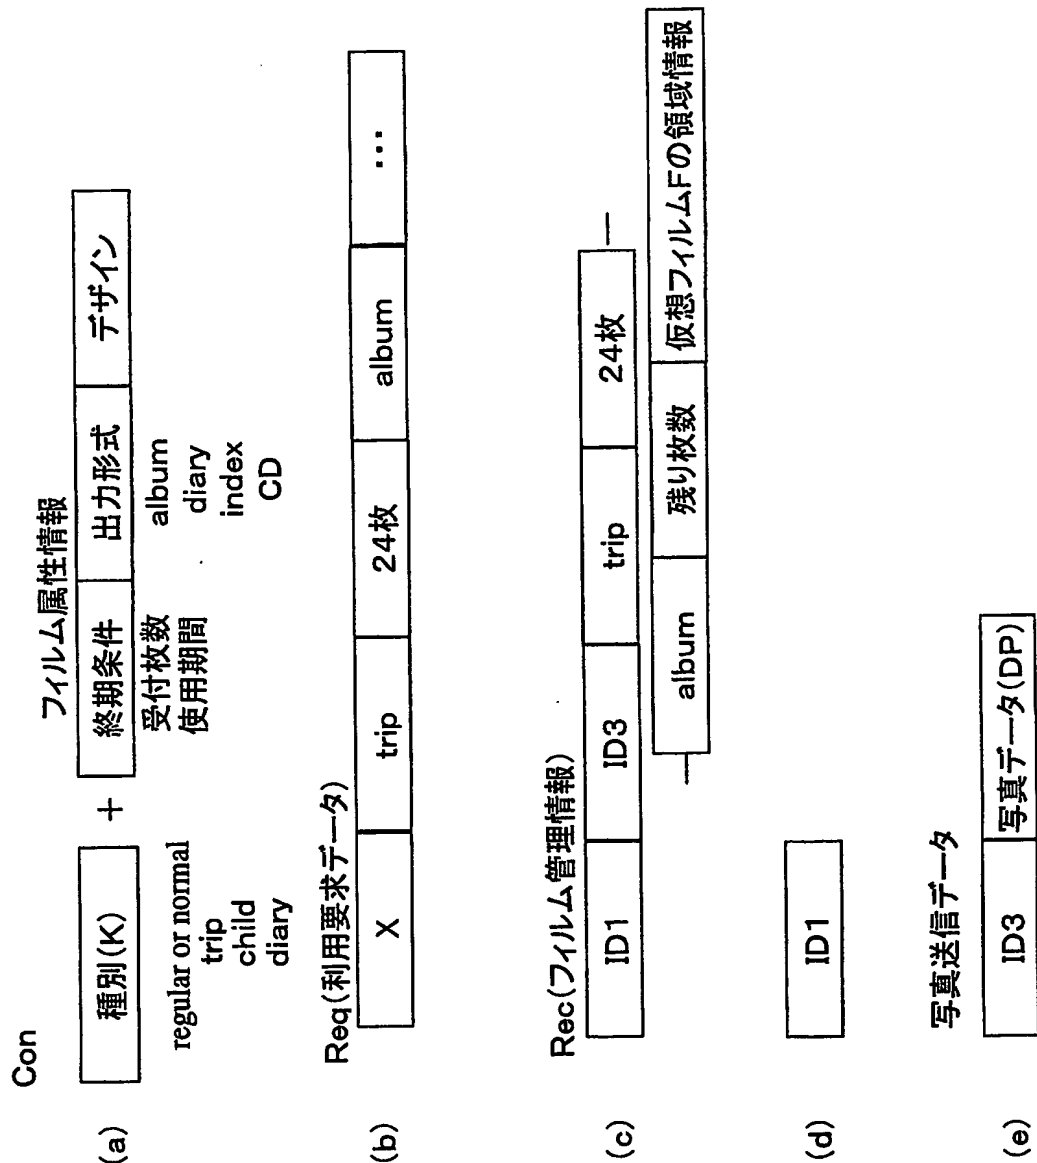 Con
フィルム属性情報
(a) 種別(K) + 終期条件 出力形式 デザイン
regular or normal
trip
child
diary
受付枚数
使用期間
album
diary
index
CD
Req(利用要求データ)
(b) X trip 24枚 album ...
Rec(フィルム管理情報)
(c) ID1 ID3 trip 24枚
album 残り枚数 仮想フィルムFの領域情報
(d) ID1
写真送信データ
(e) ID3 写真データ(DP)